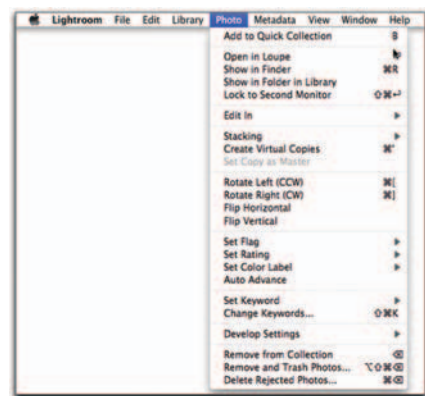 Lightroom File Edit Library Photo Metadata View Window Help
Add to Quick Collection B
Open in Loupe
Show in Finder ⌘R
Show in Folder in Library
Lock to Second Monitor ⇧⌘↩
Edit In ▶
Stacking ▶
Create Virtual Copies ⌘'
Set Copy as Master
Rotate Left (CCW) ⌘[
Rotate Right (CW) ⌘]
Flip Horizontal
Flip Vertical
Set Flag ▶
Set Rating ▶
Set Color Label ▶
Auto Advance
Set Keyword ▶
Change Keywords... ⇧⌘K
Develop Settings ▶
Remove from Collection ⌫
Remove and Trash Photos... ⌥⇧⌘⌫
Delete Rejected Photos... ⌘⌫